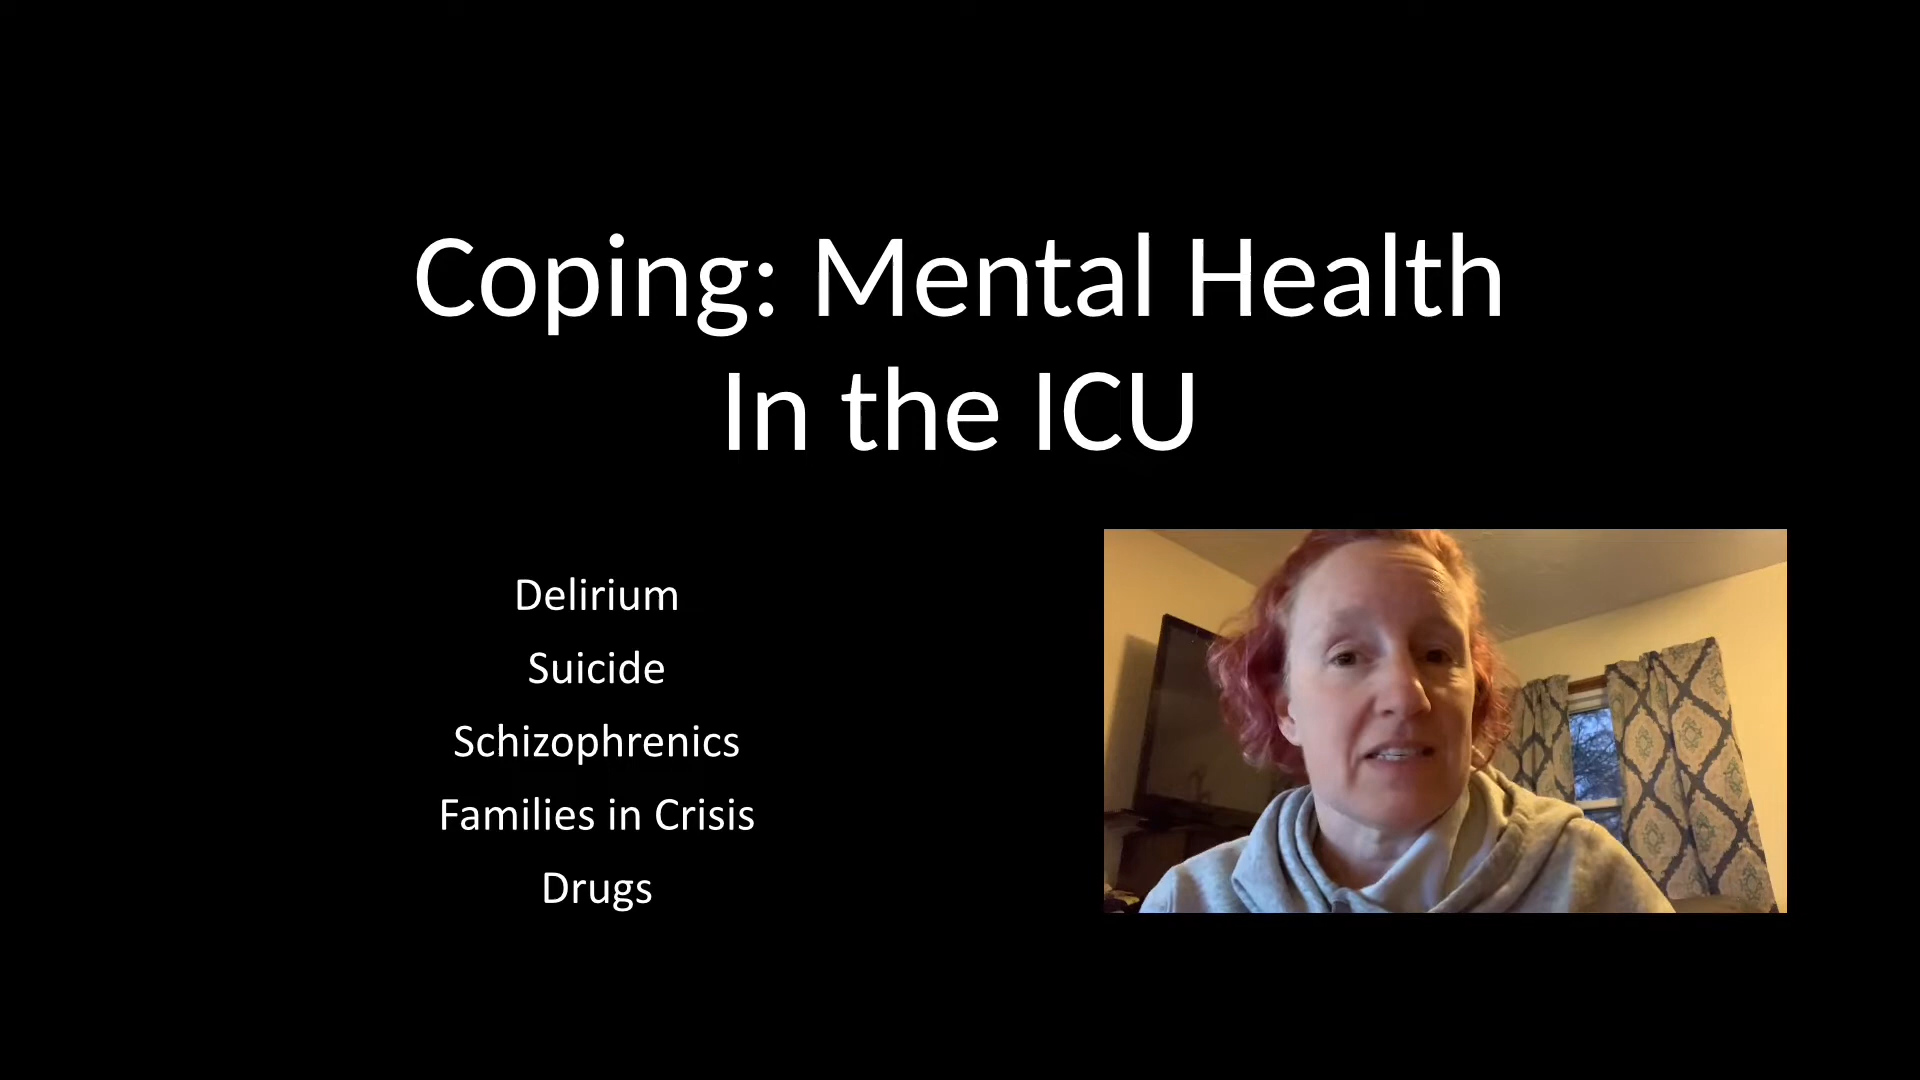 Coping: Mental Health
In the ICU
Delirium
Suicide
Schizophrenics
Families in Crisis
Drugs